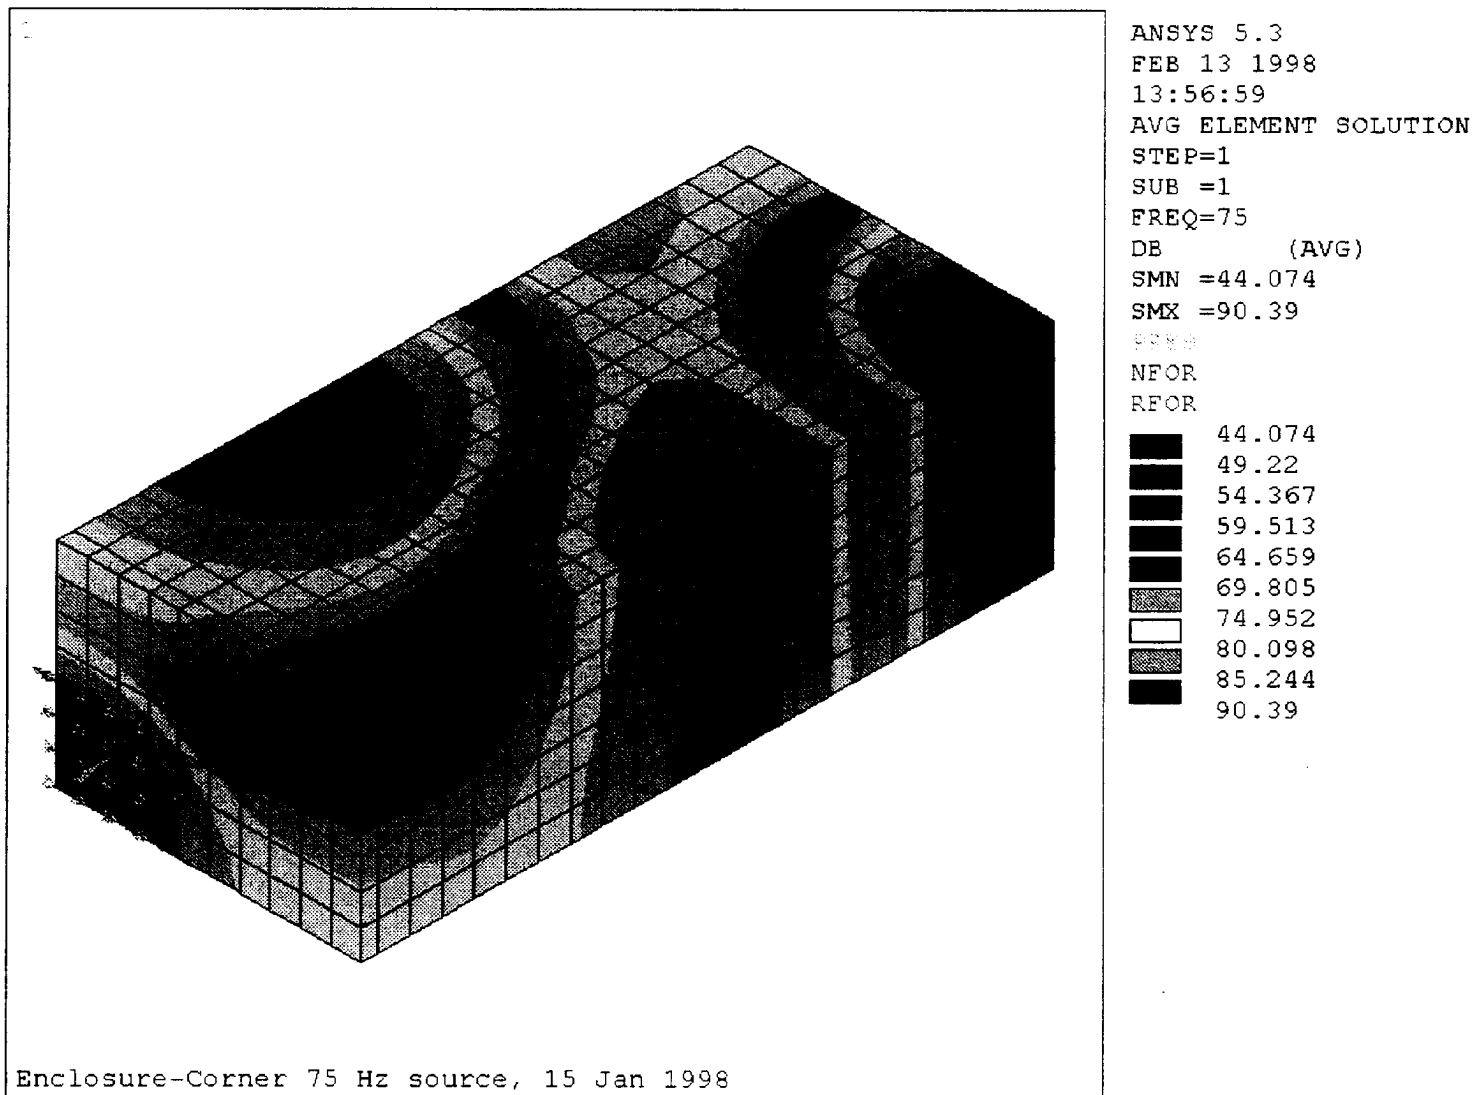 ANSYS 5.3
FEB 13 1998
13:56:59
AVG ELEMENT SOLUTION
STEP=1
SUB =1
FREQ=75
DB (AVG)
SMN =44.074
SMX =90.39
NFOR
RFOR
44.074
49.22
54.367
59.513
64.659
69.805
74.952
80.098
85.244
90.39
Enclosure-Corner 75 Hz source, 15 Jan 1998